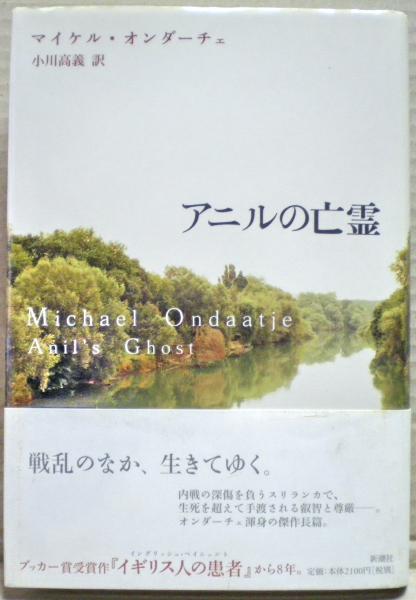 マイケル・オンダーチェ
小川高義 訳
アニルの亡霊
Michael Ondaatje
Anil's Ghost
戦乱のなか、生きてゆく。
内戦の深傷を負うスリランカで、
生死を超えて手渡される叡智と尊厳――。
オンダーチェ渾身の傑作長篇。
イングリッシュ・ペイシェント
ブッカー賞受賞作『イギリス人の患者』から8年。
新潮社
定価：本体2100円（税別）